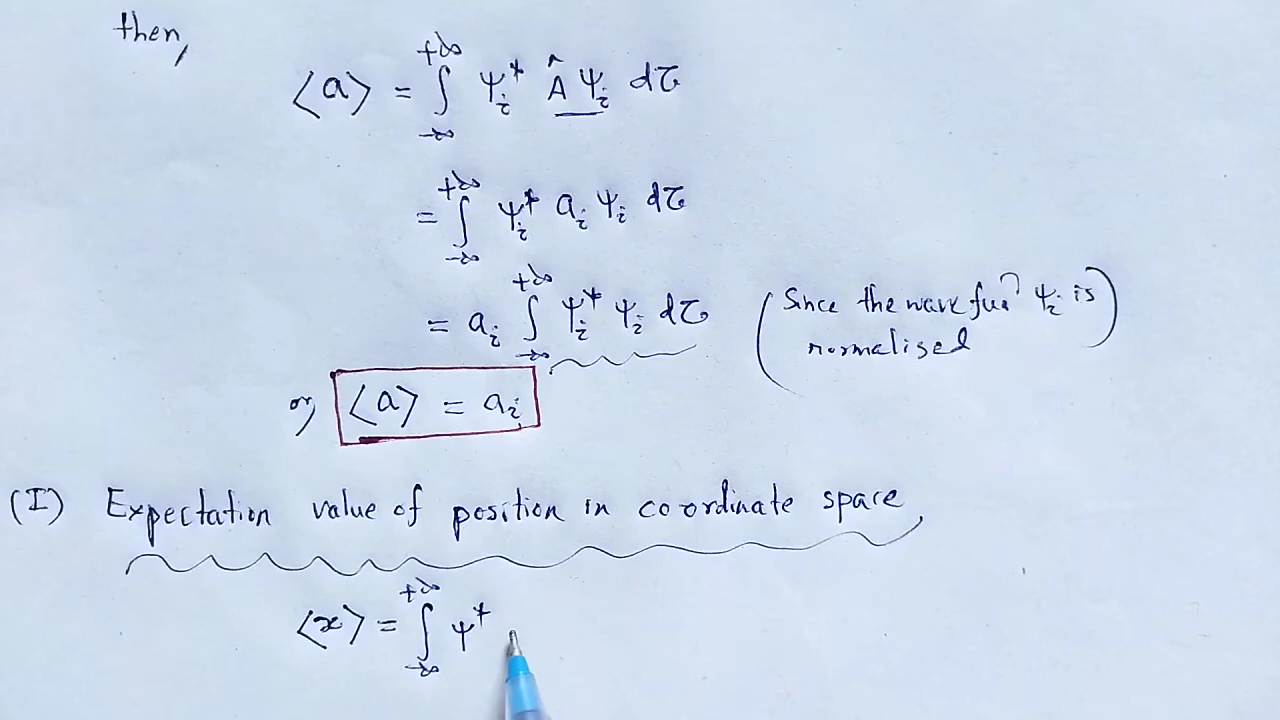 then,
⟨a⟩ = ∫_{-∞}^{+∞} ψ_i^* Â ψ_i dτ
= ∫_{-∞}^{+∞} ψ_i^* a_i ψ_i dτ
= a_i ∫_{-∞}^{+∞} ψ_i^* ψ_i dτ (Since the wave funⁿ ψ_i is normalised)
or, ⟨a⟩ = a_i
(I) Expectation value of position in coordinate space,
⟨x⟩ = ∫_{-∞}^{+∞} ψ^*